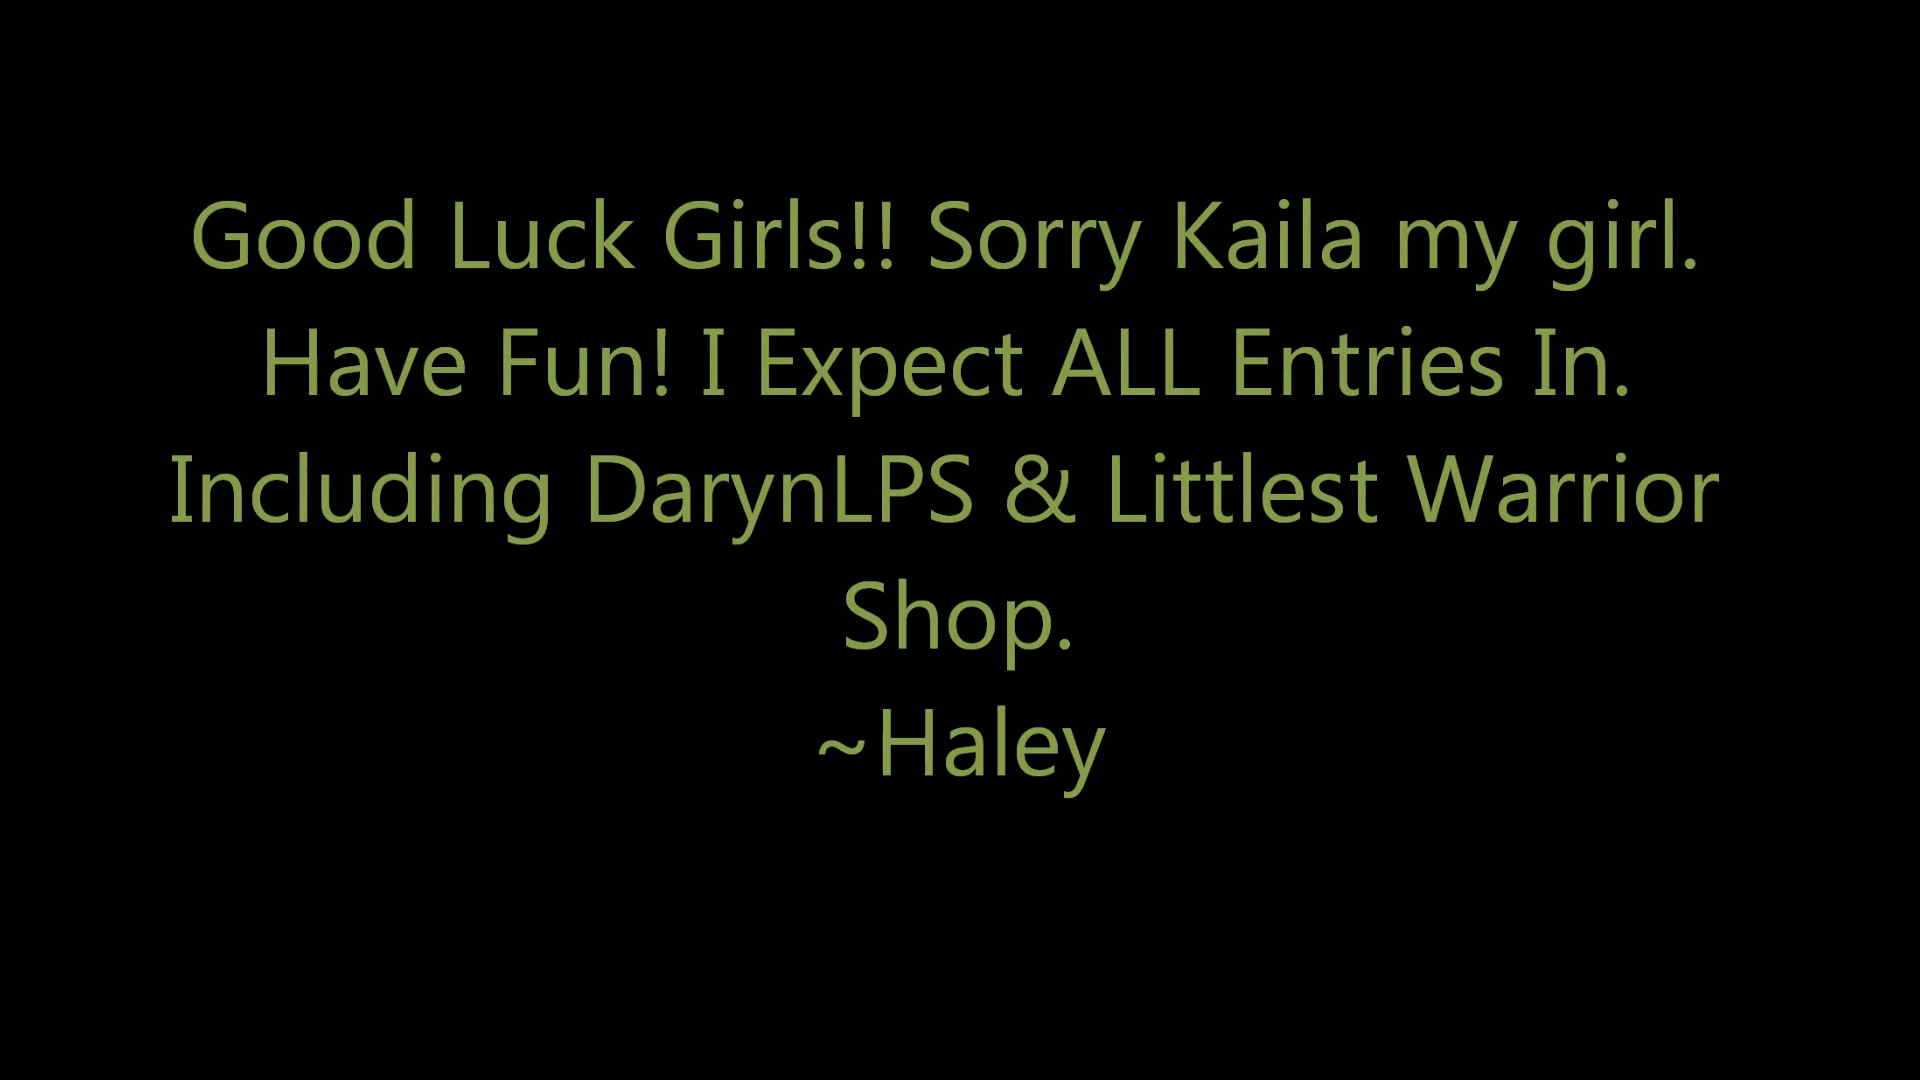 Good Luck Girls!! Sorry Kaila my girl.
Have Fun! I Expect ALL Entries In.
Including DarynLPS & Littlest Warrior
Shop.
~Haley